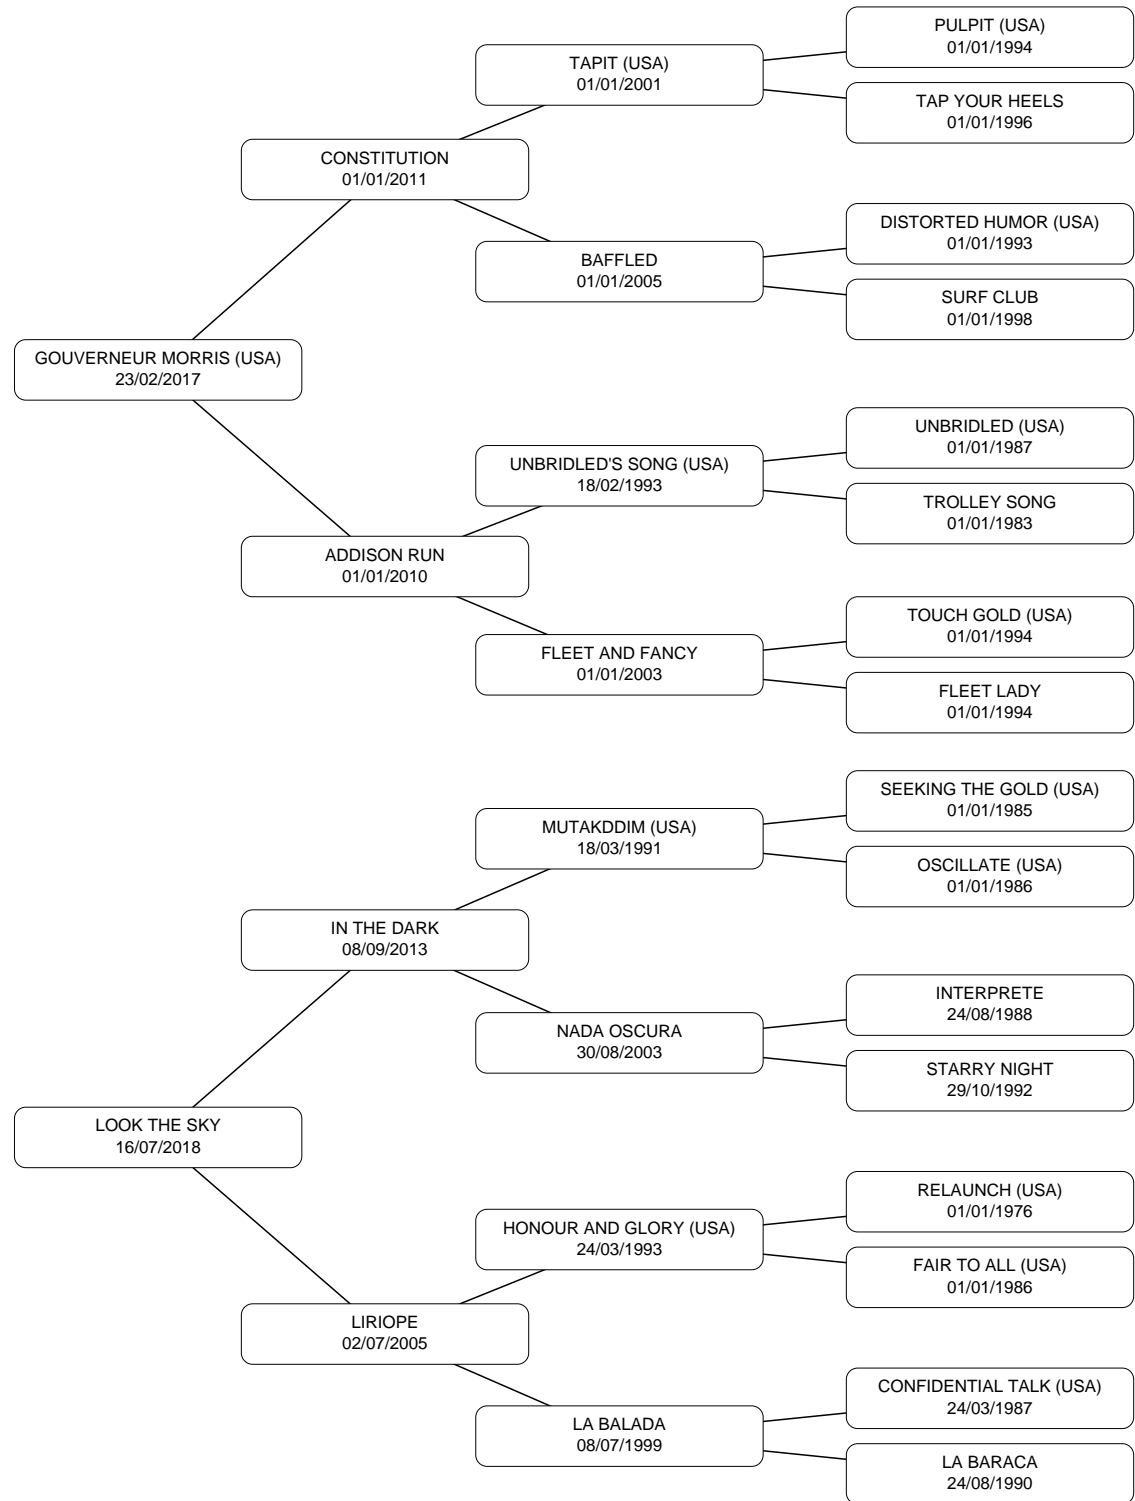 PULPIT (USA)
01/01/1994
TAPIT (USA)
01/01/2001
TAP YOUR HEELS
01/01/1996
CONSTITUTION
01/01/2011
DISTORTED HUMOR (USA)
01/01/1993
BAFFLED
01/01/2005
SURF CLUB
01/01/1998
GOUVERNEUR MORRIS (USA)
23/02/2017
UNBRIDLED (USA)
01/01/1987
UNBRIDLED'S SONG (USA)
18/02/1993
TROLLEY SONG
01/01/1983
ADDISON RUN
01/01/2010
TOUCH GOLD (USA)
01/01/1994
FLEET AND FANCY
01/01/2003
FLEET LADY
01/01/1994
SEEKING THE GOLD (USA)
01/01/1985
MUTAKDDIM (USA)
18/03/1991
OSCILLATE (USA)
01/01/1986
IN THE DARK
08/09/2013
INTERPRETE
24/08/1988
NADA OSCURA
30/08/2003
STARRY NIGHT
29/10/1992
LOOK THE SKY
16/07/2018
RELAUNCH (USA)
01/01/1976
HONOUR AND GLORY (USA)
24/03/1993
FAIR TO ALL (USA)
01/01/1986
LIRIOPE
02/07/2005
CONFIDENTIAL TALK (USA)
24/03/1987
LA BALADA
08/07/1999
LA BARACA
24/08/1990